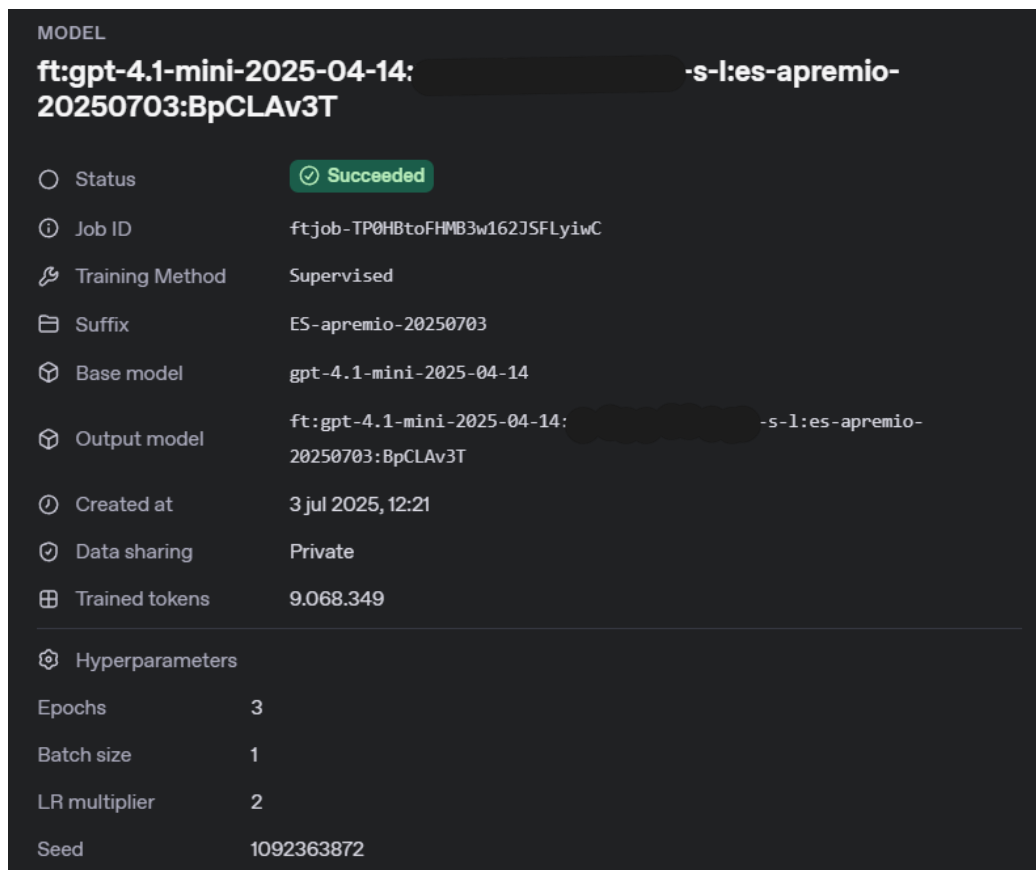 MODEL
ft:gpt-4.1-mini-2025-04-14: -s-l:es-apremio-
20250703:BpCLAv3T
Status Succeeded
Job ID ftjob-TP0HBtoFHMB3w162JSFLyiwC
Training Method Supervised
Suffix ES-apremio-20250703
Base model gpt-4.1-mini-2025-04-14
ft:gpt-4.1-mini-2025-04-14: -s-l:es-apremio-
Output model
20250703:BpCLAv3T
Created at 3 jul 2025, 12:21
Data sharing Private
Trained tokens 9.068.349
Hyperparameters
Epochs 3
Batch size 1
LR multiplier 2
Seed 1092363872